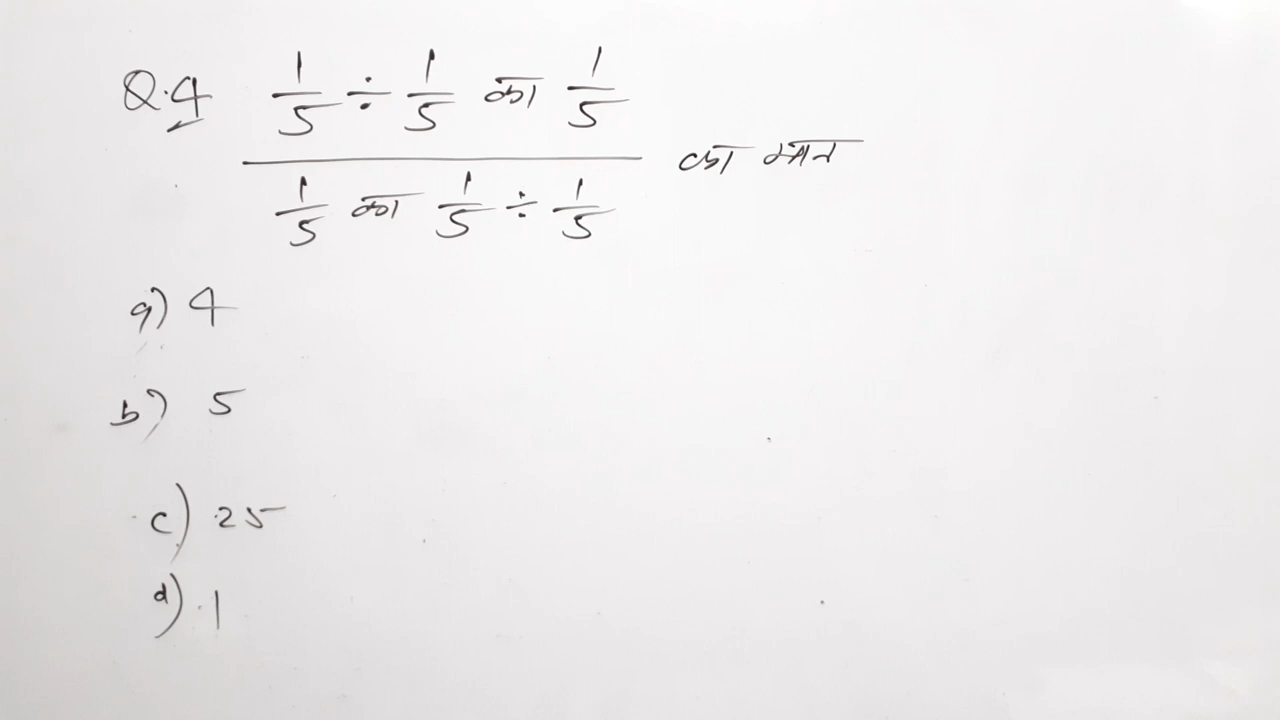 Q.4 1/5 ÷ 1/5 का 1/5
1/5 का 1/5 ÷ 1/5 का मान
a) 4
b) 5
c) 25
d) 1